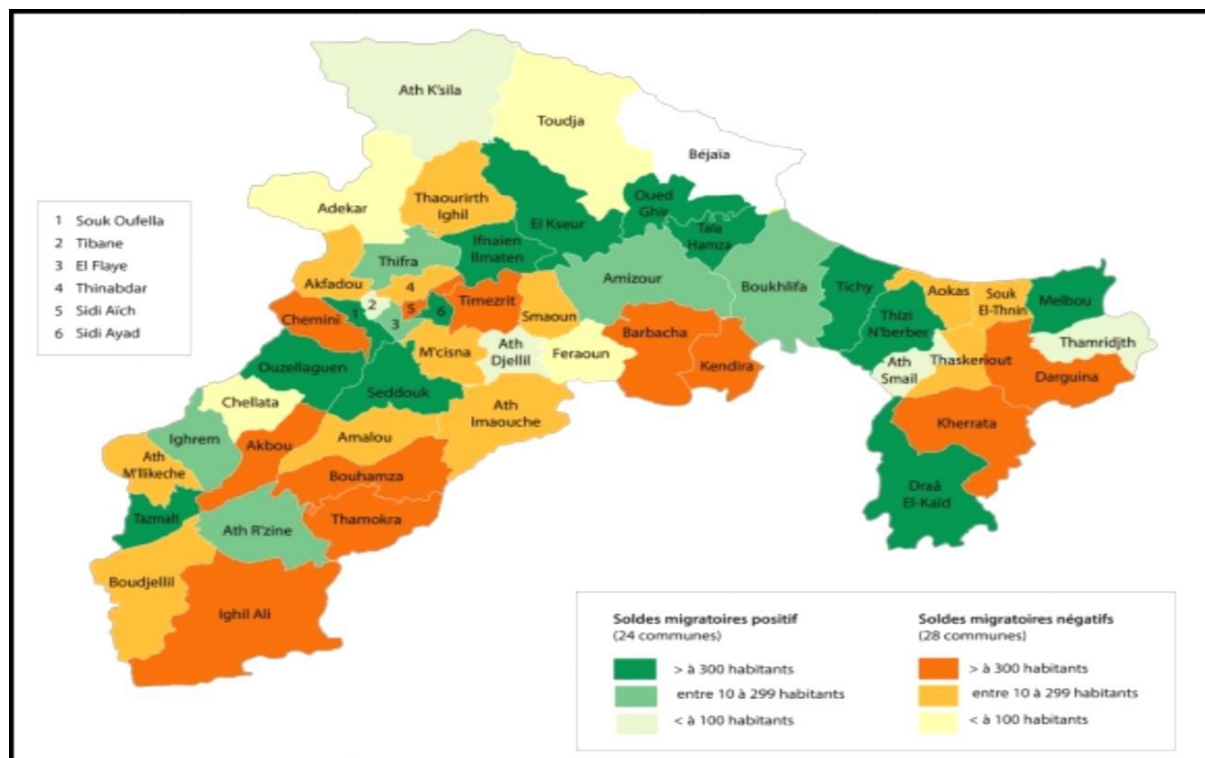 Ath K'sila
Toudja
Béjaïa
Adekar
Thaourirth
Ighil
El Kseur
Oued
Ghir
Tala
Hamza
Ifnaien
Ilmaten
Thifra
Akfadou
Amizour
Boukhlifa
Tichy
Aokas
Souk
El-Thnin
Melbou
Chemini
1
2
3
4
5
6
Timezrit
Smaoun
Barbacha
Kendira
Thizi
N'berber
Thamridjth
M'cisna
Ath
Djellil
Feraoun
Ath
Smail
Thaskeriout
Darguina
Ouzellaguen
Seddouk
Chellata
Ath
Imaouche
Kherrata
Ighrem
Akbou
Amalou
Ath
M'llikeche
Bouhamza
Draâ
El-Kaïd
Tazmalt
Ath R'zine
Thamokra
Boudjellil
Ighil Ali
1 Souk Oufella
2 Tibane
3 El Flaye
4 Thinabdar
5 Sidi Aïch
6 Sidi Ayad
Soldes migratoires positif
(24 communes)
> à 300 habitants
entre 10 à 299 habitants
< à 100 habitants
Soldes migratoires négatifs
(28 communes)
> à 300 habitants
entre 10 à 299 habitants
< à 100 habitants